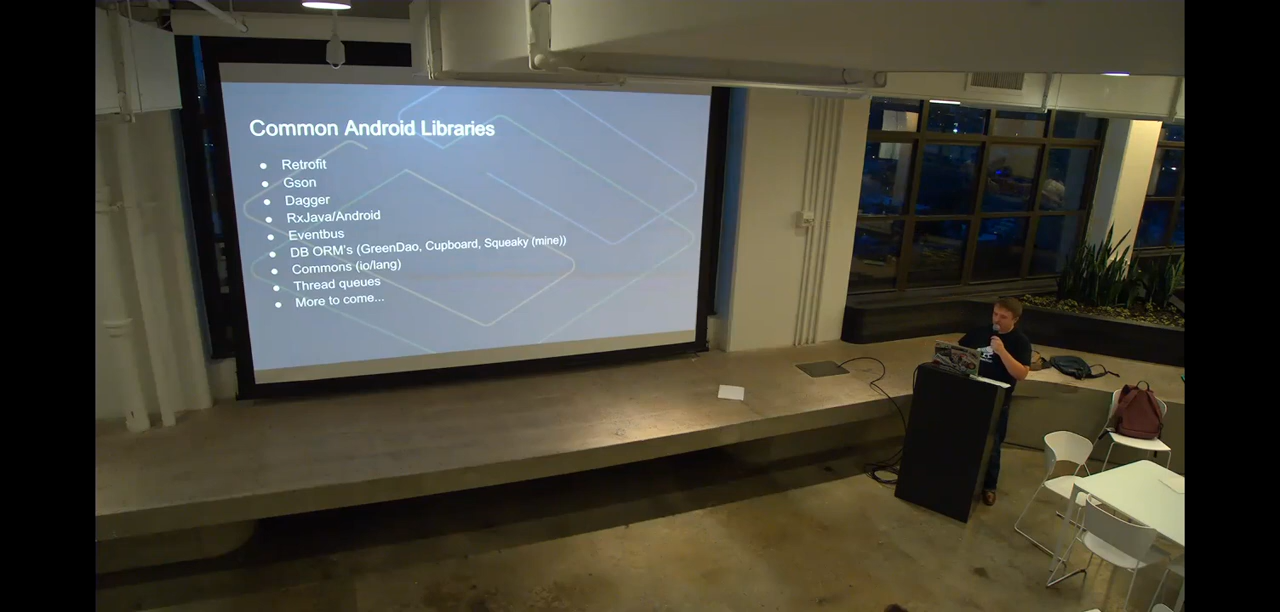 Common Android Libraries
● Retrofit
● Gson
● Dagger
● RxJava/Android
● Eventbus
● DB ORM's (GreenDao, Cupboard, Squeaky (mine))
● Commons (io/lang)
● Thread queues
● More to come...